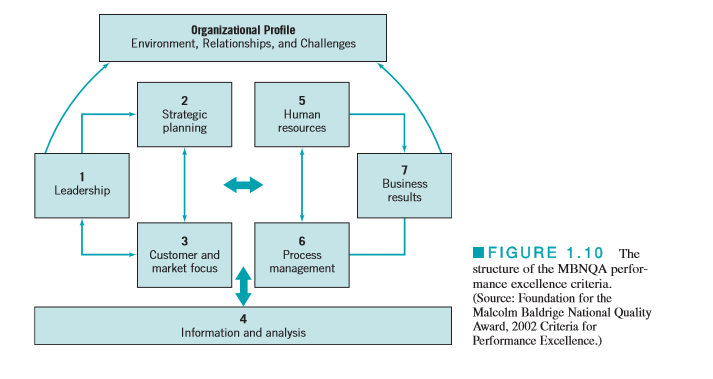 Organizational Profile
Environment, Relationships, and Challenges
2
Strategic
planning
5
Human
resources
1
Leadership
7
Business
results
3
Customer and
market focus
6
Process
management
4
Information and analysis
■ FIGURE 1.10 The
structure of the MBNQA perfor-
mance excellence criteria.
(Source: Foundation for the
Malcolm Baldrige National Quality
Award, 2002 Criteria for
Performance Excellence.)